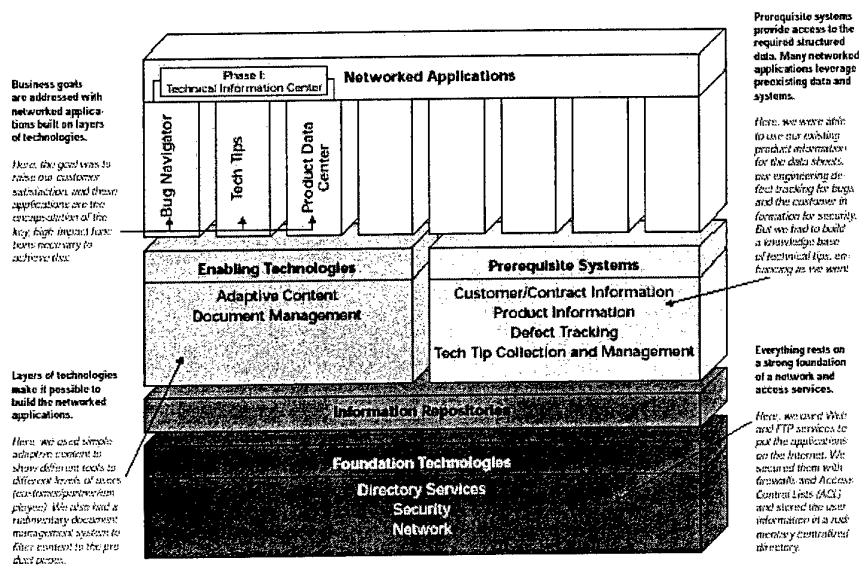 Business goals
are addressed with
networked applica-
tions built on layers
of technologies.
Here, the goal was to
raise our customer
satisfaction, and these
applications are the
encapsulation of the
key, high impact func
tions necessary to
achieve this.
Layers of technologies
make it possible to
build the networked
applications.
Here, we used simple
adaptive content to
show different tools to
different levels of users
(customer/partner/em
ployee). We also had a
rudimentary document
management system to
filter content to the pro
duct pages.
Phase I:
Technical Information Center
Networked Applications
Bug Navigator
Tech Tips
Product Data
Center
Enabling Technologies
Adaptive Content
Document Management
Prerequisite Systems
Customer/Contract Information
Product Information
Defect Tracking
Tech Tip Collection and Management
Information Repositories
Foundation Technologies
Directory Services
Security
Network
Prerequisite systems
provide access to the
required structured
data. Many networked
applications leverage
preexisting data and
systems.
Here, we were able
to use our existing
product information
for the data sheets,
our engineering de
fect tracking for bugs
and the customer in
formation for security.
But we had to build
a knowledge base
of technical tips, en
hancing as we went
Everything rests on
a strong foundation
of a network and
access services.
Here, we used Web
and FTP services to
put the applications
on the Internet. We
secured them with
firewalls and Access
Control Lists (ACL)
and stored the user
information in a rudi
mentary centralized
directory.